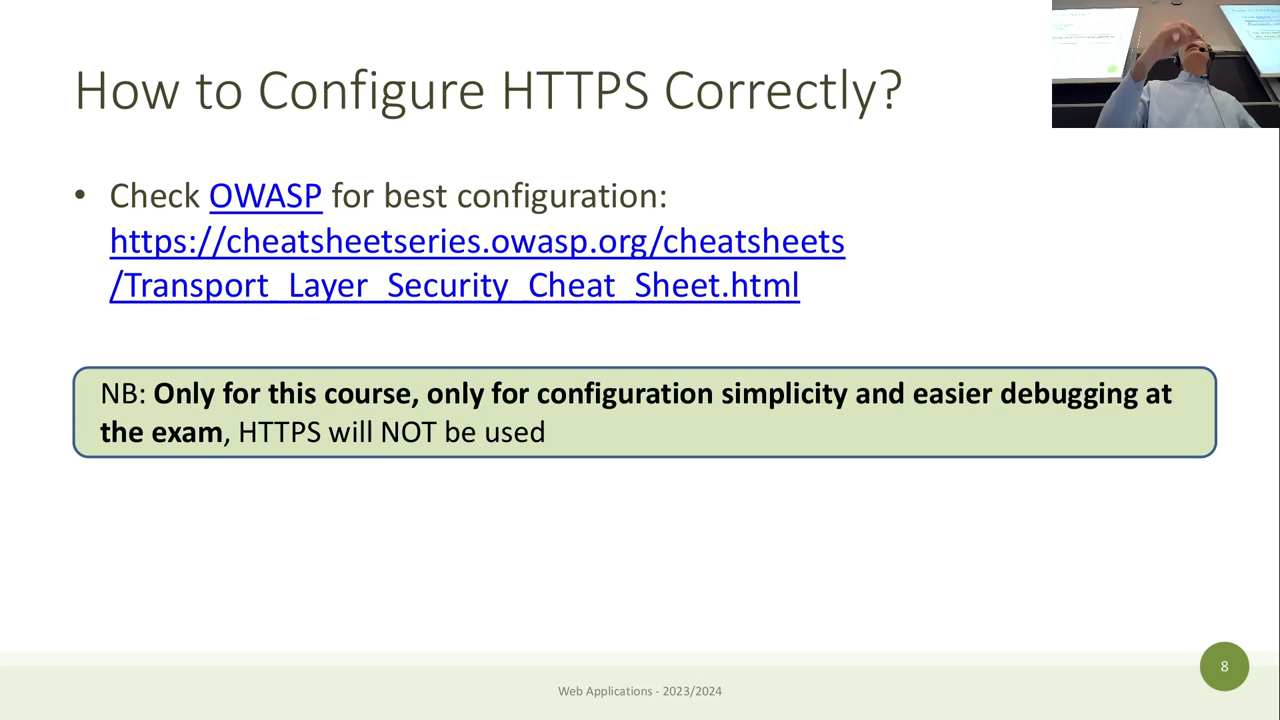 How to Configure HTTPS Correctly?
• Check OWASP for best configuration:
https://cheatsheetseries.owasp.org/cheatsheets
/Transport_Layer_Security_Cheat_Sheet.html
NB: Only for this course, only for configuration simplicity and easier debugging at
the exam, HTTPS will NOT be used
8
Web Applications - 2023/2024